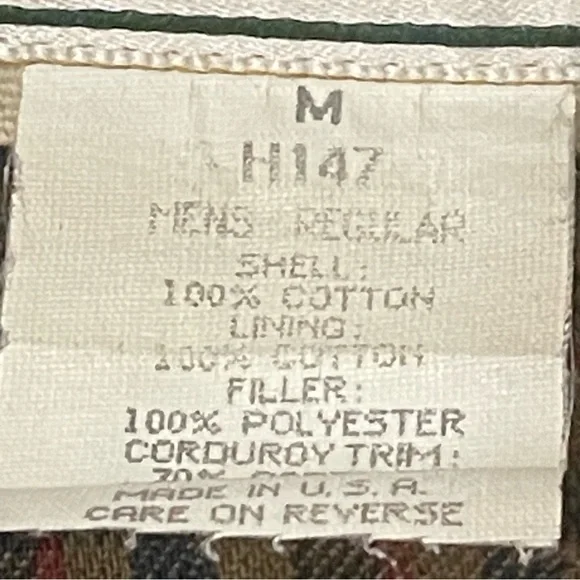 M
H147
MENS REGULAR
SHELL:
100% COTTON
LINING:
100% COTTON
FILLER:
100% POLYESTER
CORDUROY TRIM:
70%
MADE IN U.S.A.
CARE ON REVERSE